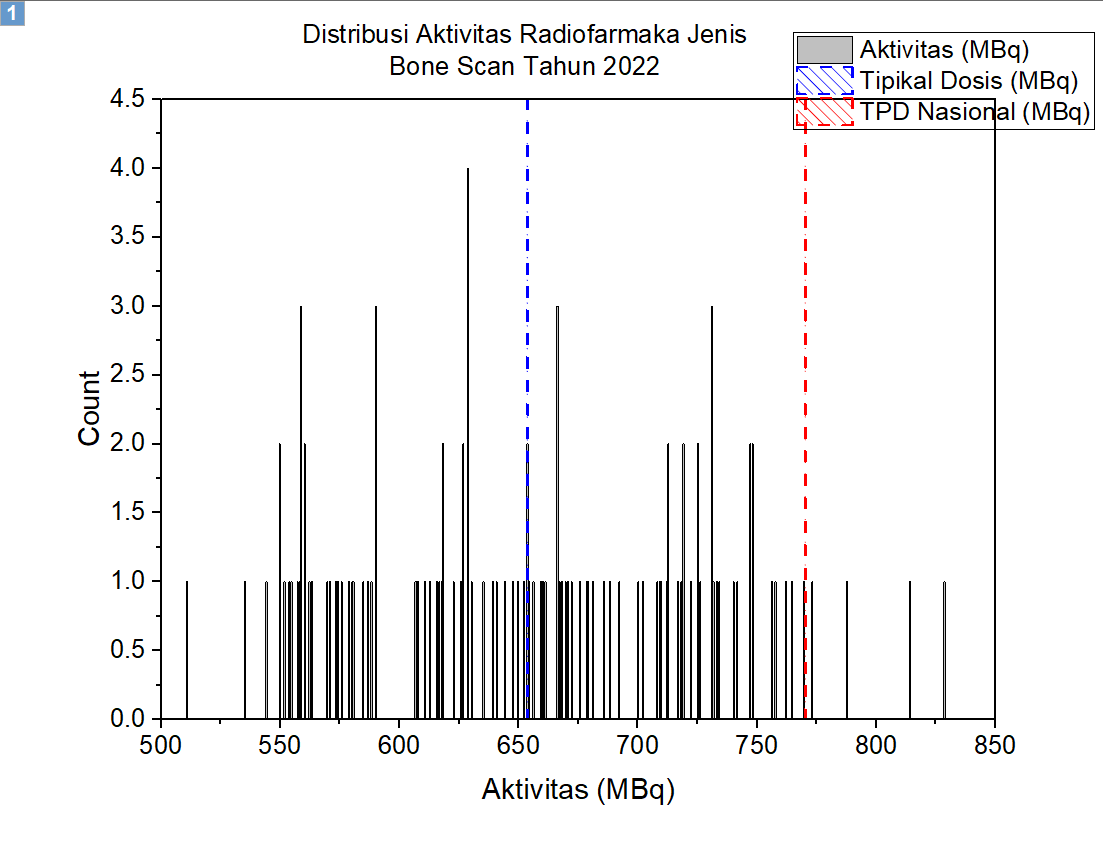 1
Distribusi Aktivitas Radiofarmaka Jenis
Bone Scan Tahun 2022
Aktivitas (MBq)
Tipikal Dosis (MBq)
TPD Nasional (MBq)
4.5
4.0
3.5
3.0
2.5
2.0
1.5
1.0
0.5
0.0
Count
500 550 600 650 700 750 800 850
Aktivitas (MBq)